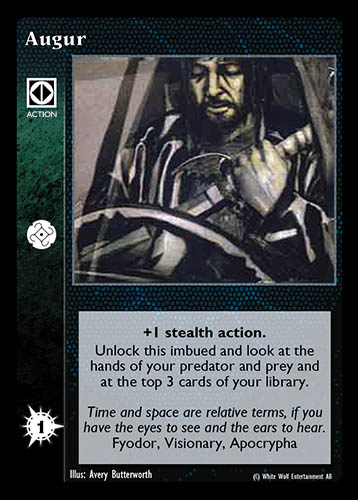 Augur
ACTION
+1 stealth action.
Unlock this imbued and look at the
hands of your predator and prey and
at the top 3 cards of your library.
Time and space are relative terms, if you
have the eyes to see and the ears to hear.
Fyodor, Visionary, Apocrypha
1
Illus: Avery Butterworth
(C) White Wolf Entertainment AB